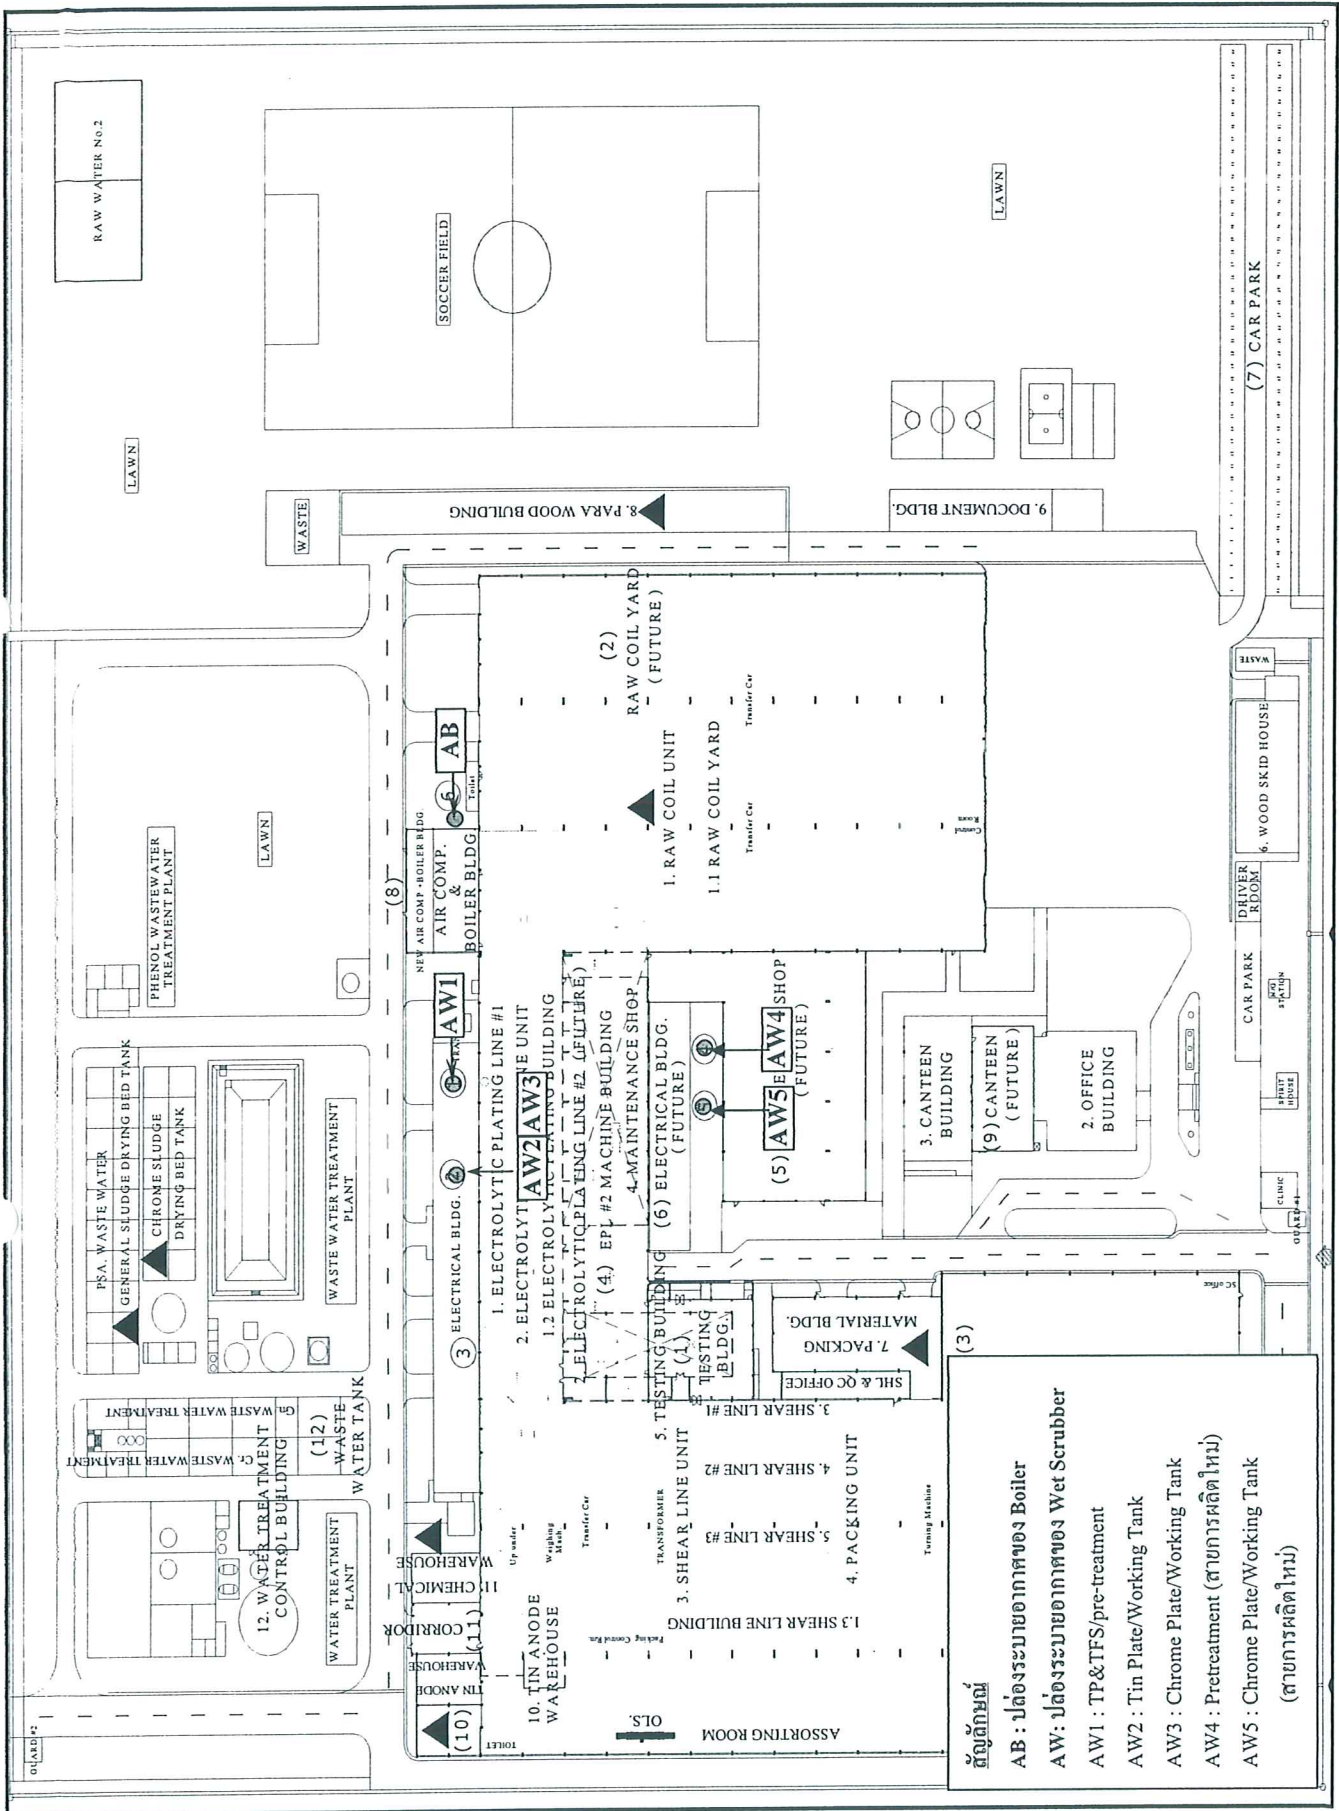 RAW WATER No.2
LAWN
SOCCER FIELD
LAWN
(7) CAR PARK
WASTE
8. PARA WOOD BUILDING
9. DOCUMENT BLDG.
PHENOL WASTEWATER
TREATMENT PLANT
LAWN
(8)
NEW AIR COMP+BOILER BLDG.
AIR COMP.
&
BOILER BLDG.
6
AB
Toilet
(2)
RAW COIL YARD
( FUTURE )
1. RAW COIL UNIT
1.1 RAW COIL YARD
Transfer Car
Transfer Car
Control
Room
WASTE
6. WOOD SKID HOUSE
DRIVER
ROOM
CAR PARK
NHG
STATION
SPIRIT
HOUSE
CLINIC
GUARD #1
PSA. WASTE WATER
GENERAL SLUDGE DRYING BED TANK
CHROME SLUDGE
DRYING BED TANK
WASTE WATER TREATMENT
PLANT
3 ELECTRICAL BLDG.
2
1
AW1
AW2 AW3
1. ELECTROLYTIC PLATING LINE #1
2. ELECTROLYT NE UNIT
1.2 ELECTROLYTIC PLATING BUILDING
2. ELECTROLYTIC PLATING LINE #2 (FUTURE)
(4) EPL #2 MACHINE BUILDING
4. MAINTENANCE SHOP
(6) ELECTRICAL BLDG.
( FUTURE )
5
4
(5) AW5 E AW4 SHOP
( FUTURE )
3. CANTEEN
BUILDING
(9) CANTEEN
( FUTURE )
2. OFFICE
BUILDING
5. TESTING BUILDING
(1)
TESTING
BLDG.
7. PACKING
MATERIAL BLDG.
SHL & QC OFFICE
(3)
SC office
Gn. WASTE WATER TREATMENT
Cr. WASTE WATER TREATMENT
(12)
WASTE
WATER TANK
12. WATER TREATMENT
CONTROL BUILDING
WATER TREATMENT
PLANT
GUARD #2
11. CHEMICAL
WAREHOUSE
CORRIDOR
(11)
TIN ANODE
WAREHOUSE
(10)
TOILET
10. TIN ANODE
WAREHOUSE
Up under
Weighing
Mach.
Transfer Car
TRANSFORMER
3. SHEAR LINE UNIT
3. SHEAR LINE #1
4. SHEAR LINE #2
5. SHEAR LINE #3
4. PACKING UNIT
Turning Machine
1.3 SHEAR LINE BUILDING
Packing Control Rm.
OLS.
ASSORTING ROOM
สัญลักษณ์
AB : ปล่องระบายอากาศของ Boiler
AW: ปล่องระบายอากาศของ Wet Scrubber
AW1 : TP&TFS/pre-treatment
AW2 : Tin Plate/Working Tank
AW3 : Chrome Plate/Working Tank
AW4 : Pretreatment (สายการผลิตใหม่)
AW5 : Chrome Plate/Working Tank
(สายการผลิตใหม่)